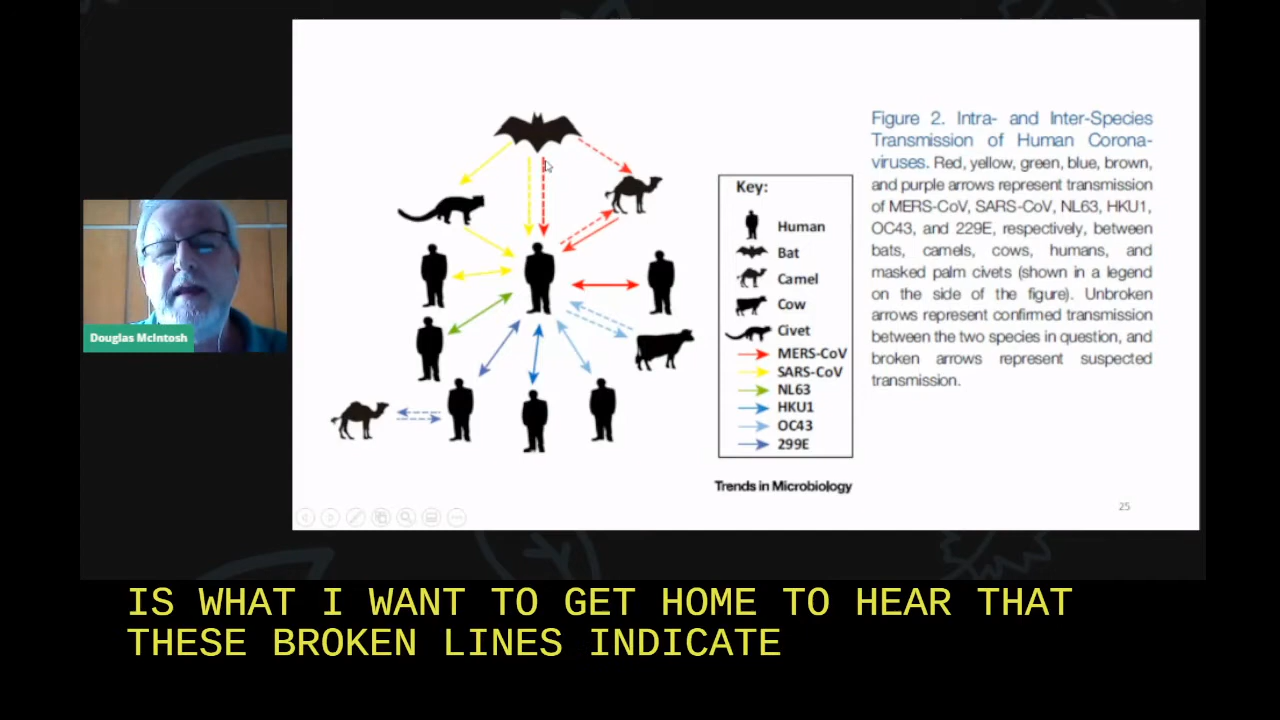 Figure 2. Intra- and Inter-Species
Transmission of Human Corona-
viruses. Red, yellow, green, blue, brown,
and purple arrows represent transmission
of MERS-CoV, SARS-CoV, NL63, HKU1,
OC43, and 229E, respectively, between
bats, camels, cows, humans, and
masked palm civets (shown in a legend
on the side of the figure). Unbroken
arrows represent confirmed transmission
between the two species in question, and
broken arrows represent suspected
transmission.
Key:
Human
Bat
Camel
Cow
Civet
MERS-CoV
SARS-CoV
NL63
HKU1
OC43
299E
Trends in Microbiology
25
Douglas McIntosh
IS WHAT I WANT TO GET HOME TO HEAR THAT
THESE BROKEN LINES INDICATE